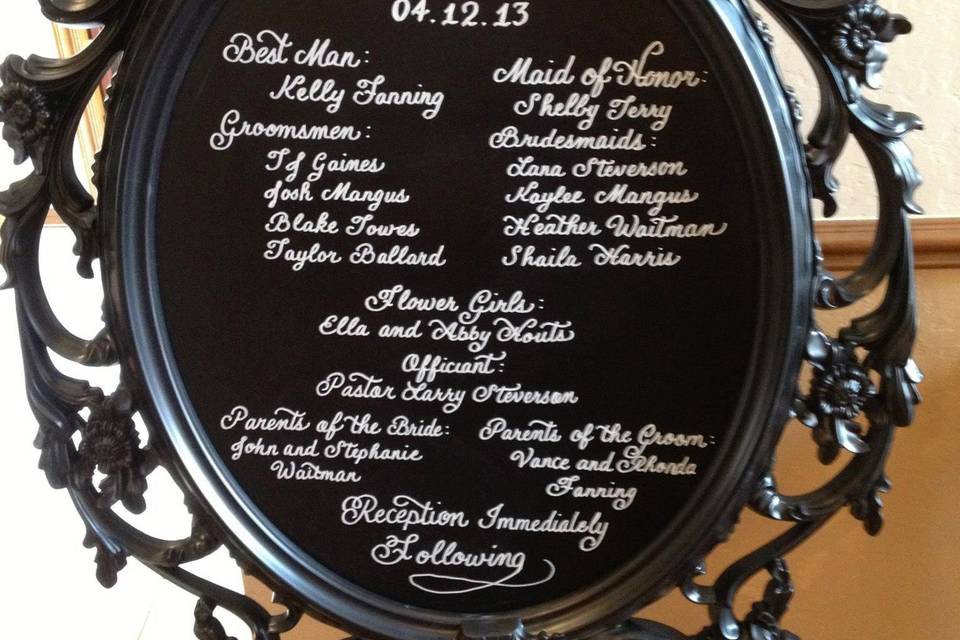 04.12.13
Best Man:
Kelly Fanning
Groomsmen:
TJ Gaines
Josh Mangus
Blake Towes
Taylor Ballard
Maid of Honor:
Shelby Terry
Bridesmaids:
Lana Steverson
Kaylee Mangus
Heather Waitman
Shaila Harris
Flower Girls:
Ella and Abby Houts
Officiant:
Pastor Larry Steverson
Parents of the Bride:
John and Stephanie
Waitman
Parents of the Groom:
Vance and Rhonda
Fanning
Reception Immediately
Following